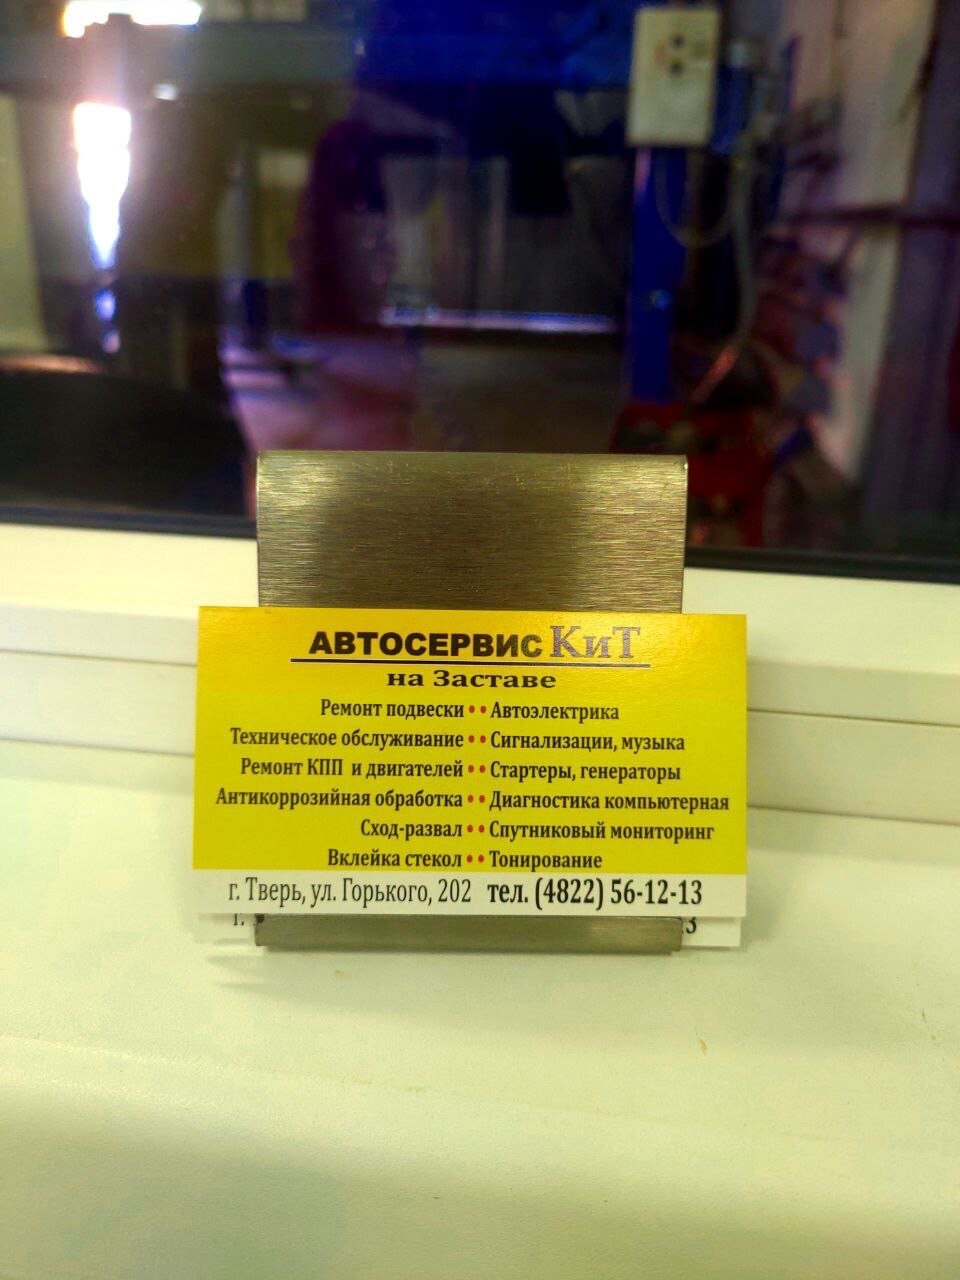 АВТОСЕРВИС КиТ
на Заставе
Ремонт подвески •• Автоэлектрика
Техническое обслуживание •• Сигнализации, музыка
Ремонт КПП и двигателей •• Стартеры, генераторы
Антикоррозийная обработка •• Диагностика компьютерная
Сход-развал •• Спутниковый мониторинг
Вклейка стекол •• Тонирование
г. Тверь, ул. Горького, 202 тел. (4822) 56-12-13
г. 13